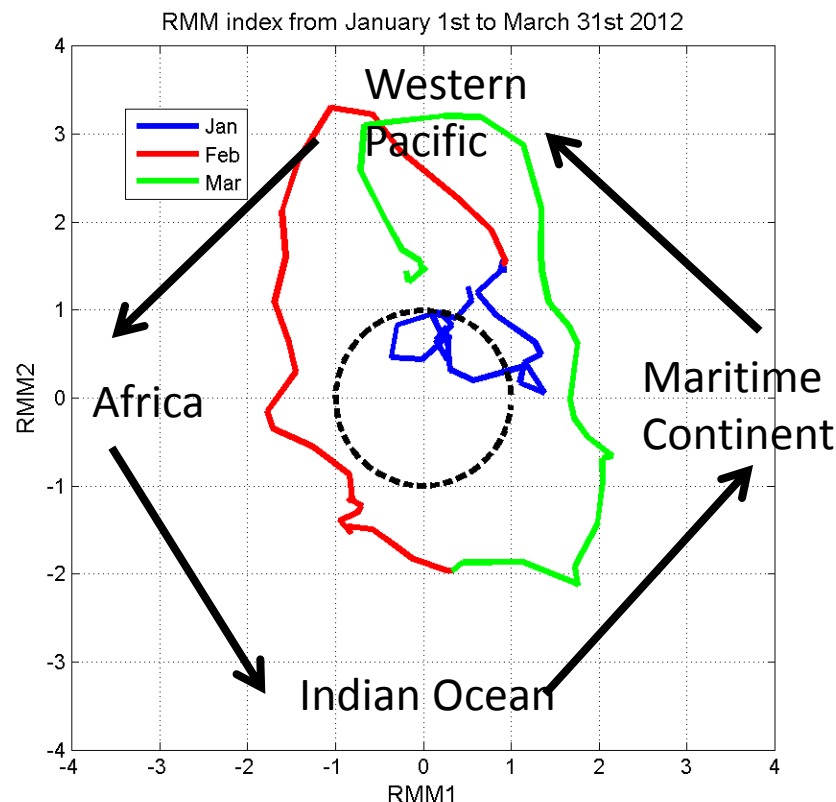 RMM index from January 1st to March 31st 2012
4
3
2
1
0
-1
-2
-3
-4
RMM2
Jan
Feb
Mar
Western
Pacific
Africa
Maritime
Continent
Indian Ocean
-4 -3 -2 -1 0 1 2 3 4
RMM1